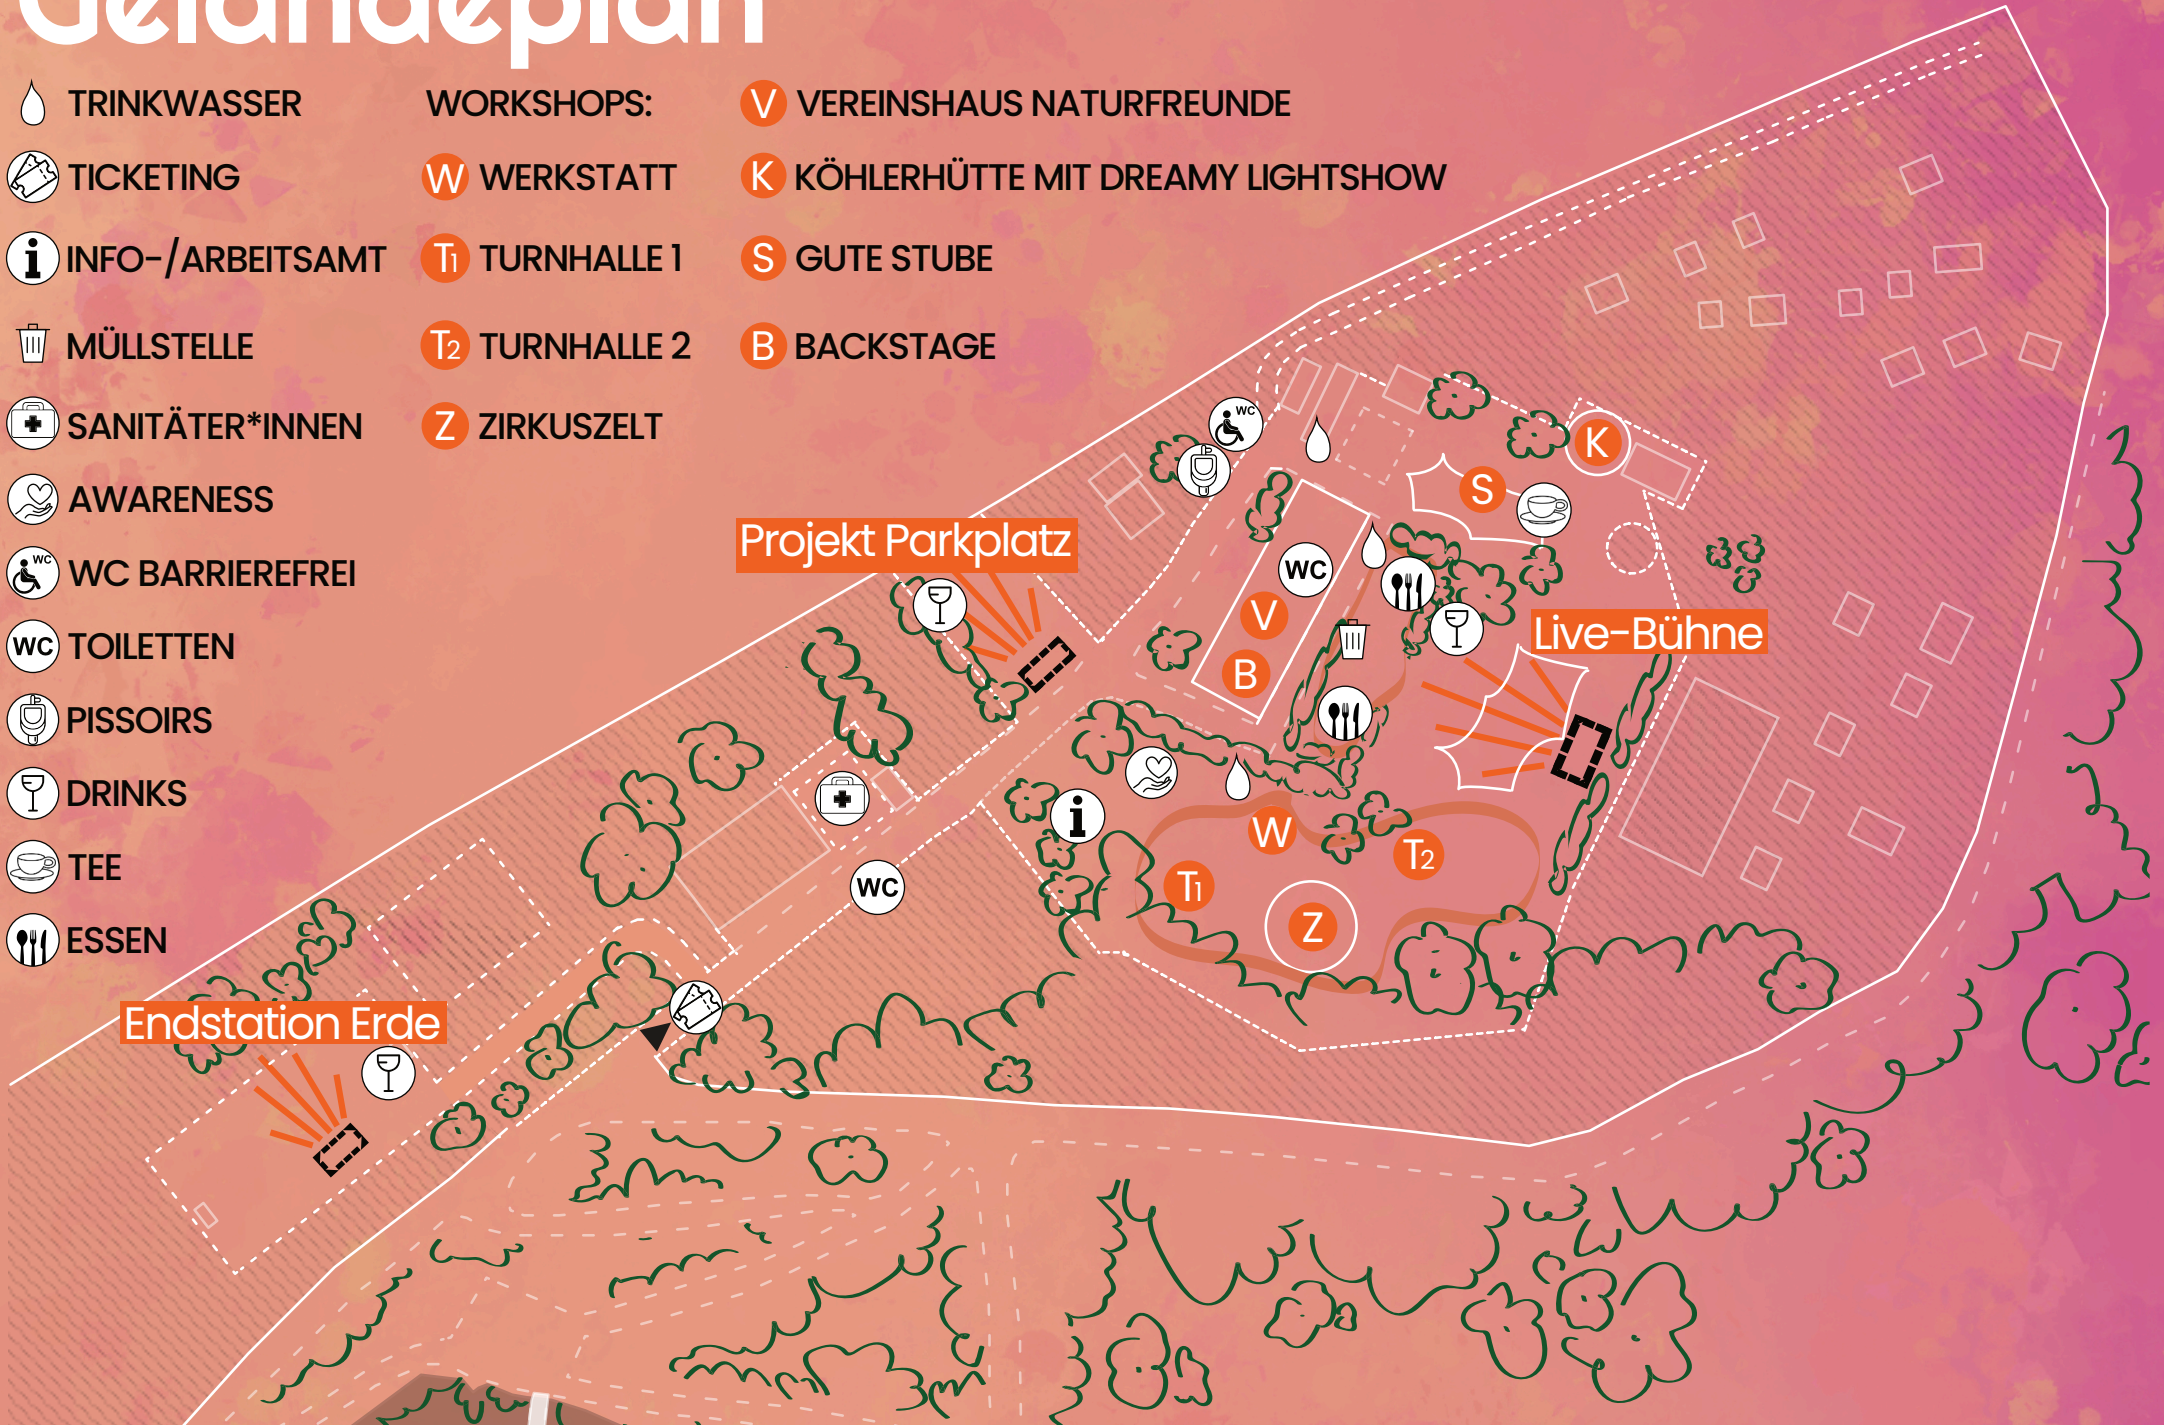 Geländeplan
TRINKWASSER
TICKETING
INFO-/ARBEITSAMT
MÜLLSTELLE
SANITÄTER*INNEN
AWARENESS
WC WC BARRIEREFREI
WC TOILETTEN
PISSOIRS
DRINKS
TEE
ESSEN
WORKSHOPS:
W WERKSTATT
T1 TURNHALLE 1
T2 TURNHALLE 2
Z ZIRKUSZELT
V VEREINSHAUS NATURFREUNDE
K KÖHLERHÜTTE MIT DREAMY LIGHTSHOW
S GUTE STUBE
B BACKSTAGE
WC
K
S
Projekt Parkplatz
WC
V
Live-Bühne
B
W
T2
WC
T1
Z
Endstation Erde